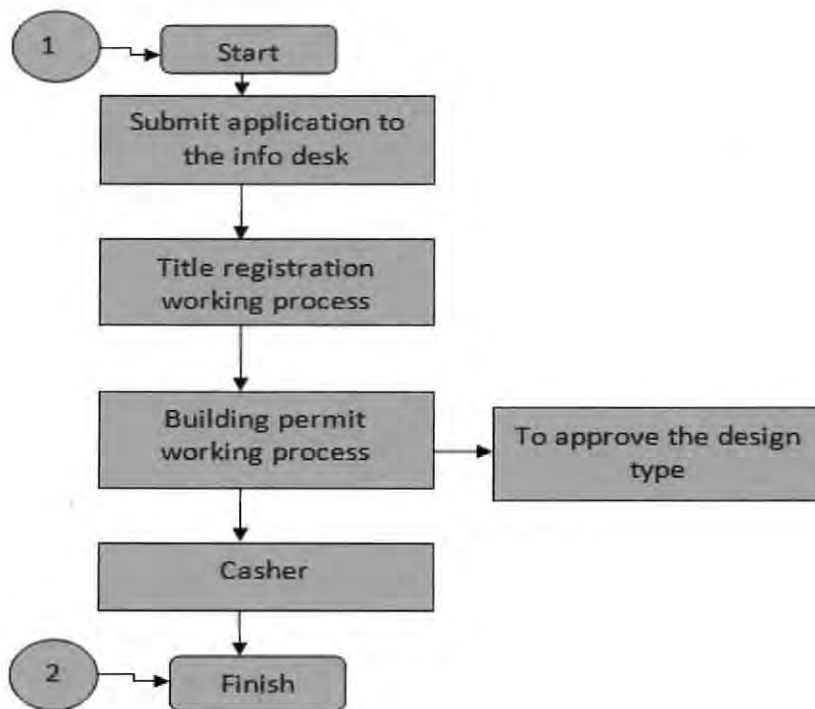 1
Start
Submit application to
the info desk
Title registration
working process
Building permit
working process
To approve the design
type
Casher
2
Finish